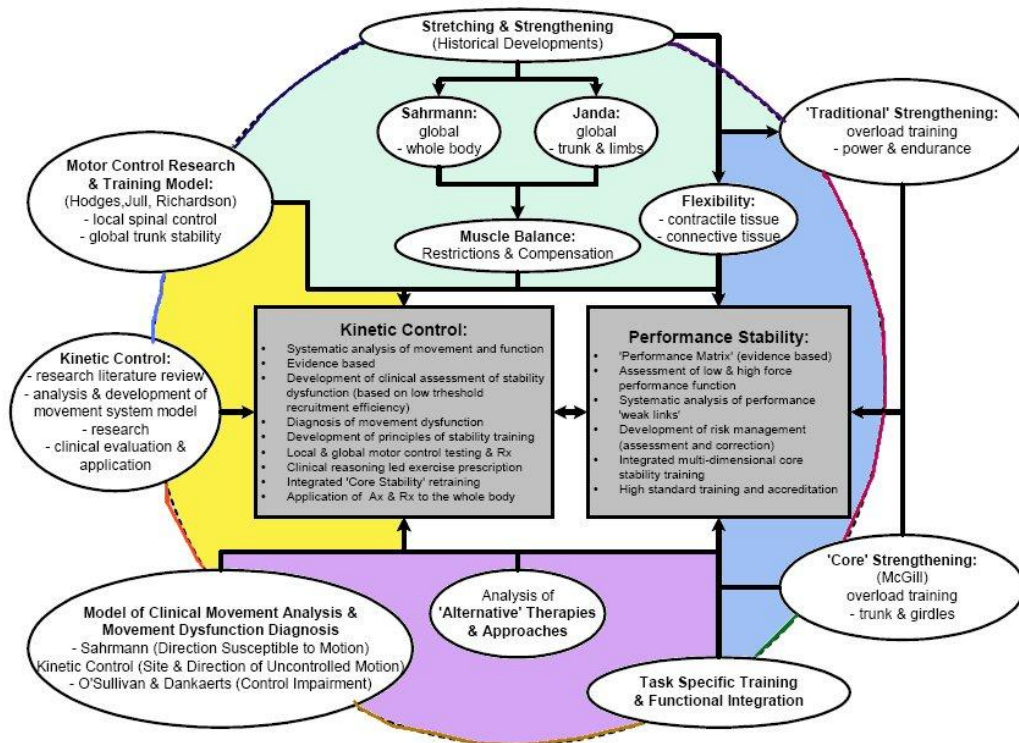 Stretching & Strengthening
(Historical Developments)
Sahrmann:
global
- whole body
Janda:
global
- trunk & limbs
'Traditional' Strengthening:
overload training
- power & endurance
Motor Control Research
& Training Model:
(Hodges,Jull, Richardson)
- local spinal control
- global trunk stability
Flexibility:
- contractile tissue
- connective tissue
Muscle Balance:
Restrictions & Compensation
Kinetic Control:
- research literature review
- analysis & development
of movement system model
- research
- clinical evaluation &
application
Kinetic Control:
• Systematic analysis of movement and function
• Evidence based
• Development of clinical assessment of stability
dysfunction (based on low trheshold
recruitment efficiency)
• Diagnosis of movement dysfunction
• Development of principles of stability training
• Local & global motor control testing & Rx
• Clinical reasoning led exercise prescription
• Integrated 'Core Stability' retraining
• Application of Ax & Rx to the whole body
Performance Stability:
• 'Performance Matrix' (evidence based)
• Assessment of low & high force
performance function
• Systematic analysis of performance
'weak links'
• Development of risk management
(assessment and correction)
• Integrated multi-dimensional core
stability training
• High standard training and accreditation
'Core' Strengthening:
(McGill)
overload training
- trunk & girdles
Model of Clinical Movement Analysis &
Movement Dysfunction Diagnosis
- Sahrmann (Direction Susceptible to Motion)
Kinetic Control (Site & Direction of Uncontrolled Motion)
- O'Sullivan & Dankaerts (Control Impairment)
Analysis of
'Alternative' Therapies
& Approaches
Task Specific Training
& Functional Integration